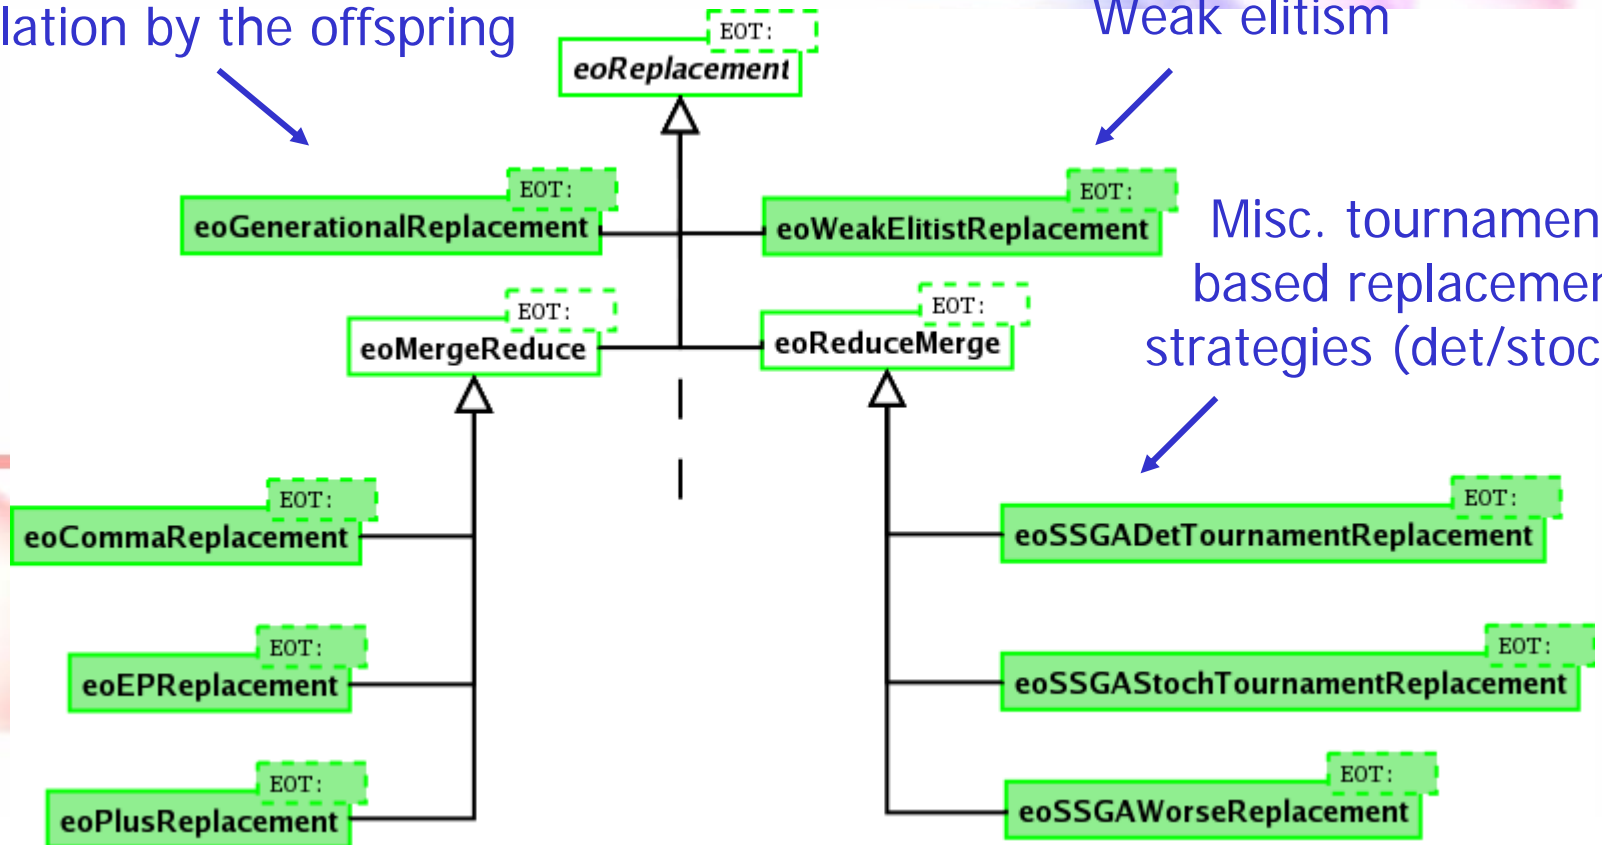 lation by the offspring
Weak elitism
EOT:
eoReplacement
EOT:
eoGenerationalReplacement
EOT:
eoWeakElitistReplacement
Misc. tournamen
based replacemen
strategies (det/stoc
EOT:
eoMergeReduce
EOT:
eoReduceMerge
EOT:
eoCommaReplacement
EOT:
eoEPReplacement
EOT:
eoPlusReplacement
EOT:
eoSSGADetTournamentReplacement
EOT:
eoSSGAStochTournamentReplacement
EOT:
eoSSGAWorseReplacement